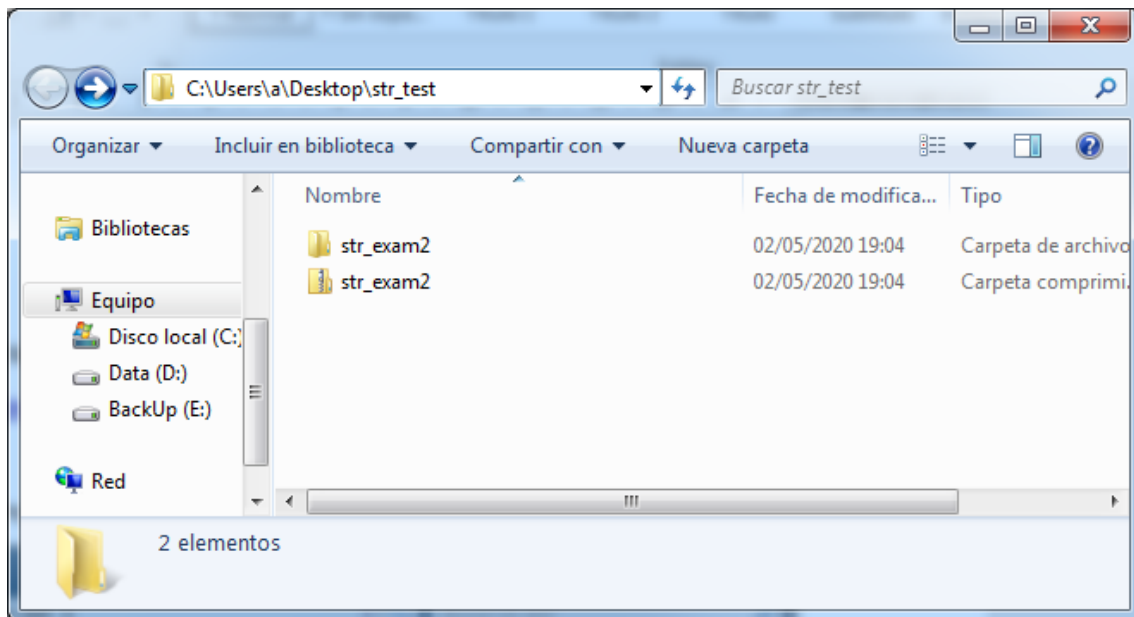 C:\Users\a\Desktop\str_test
Buscar str_test
Organizar Incluir en biblioteca Compartir con Nueva carpeta
Nombre Fecha de modifica... Tipo
Bibliotecas
str_exam2 02/05/2020 19:04 Carpeta de archivo
str_exam2 02/05/2020 19:04 Carpeta comprimi.
Equipo
Disco local (C:)
Data (D:)
BackUp (E:)
Red
2 elementos